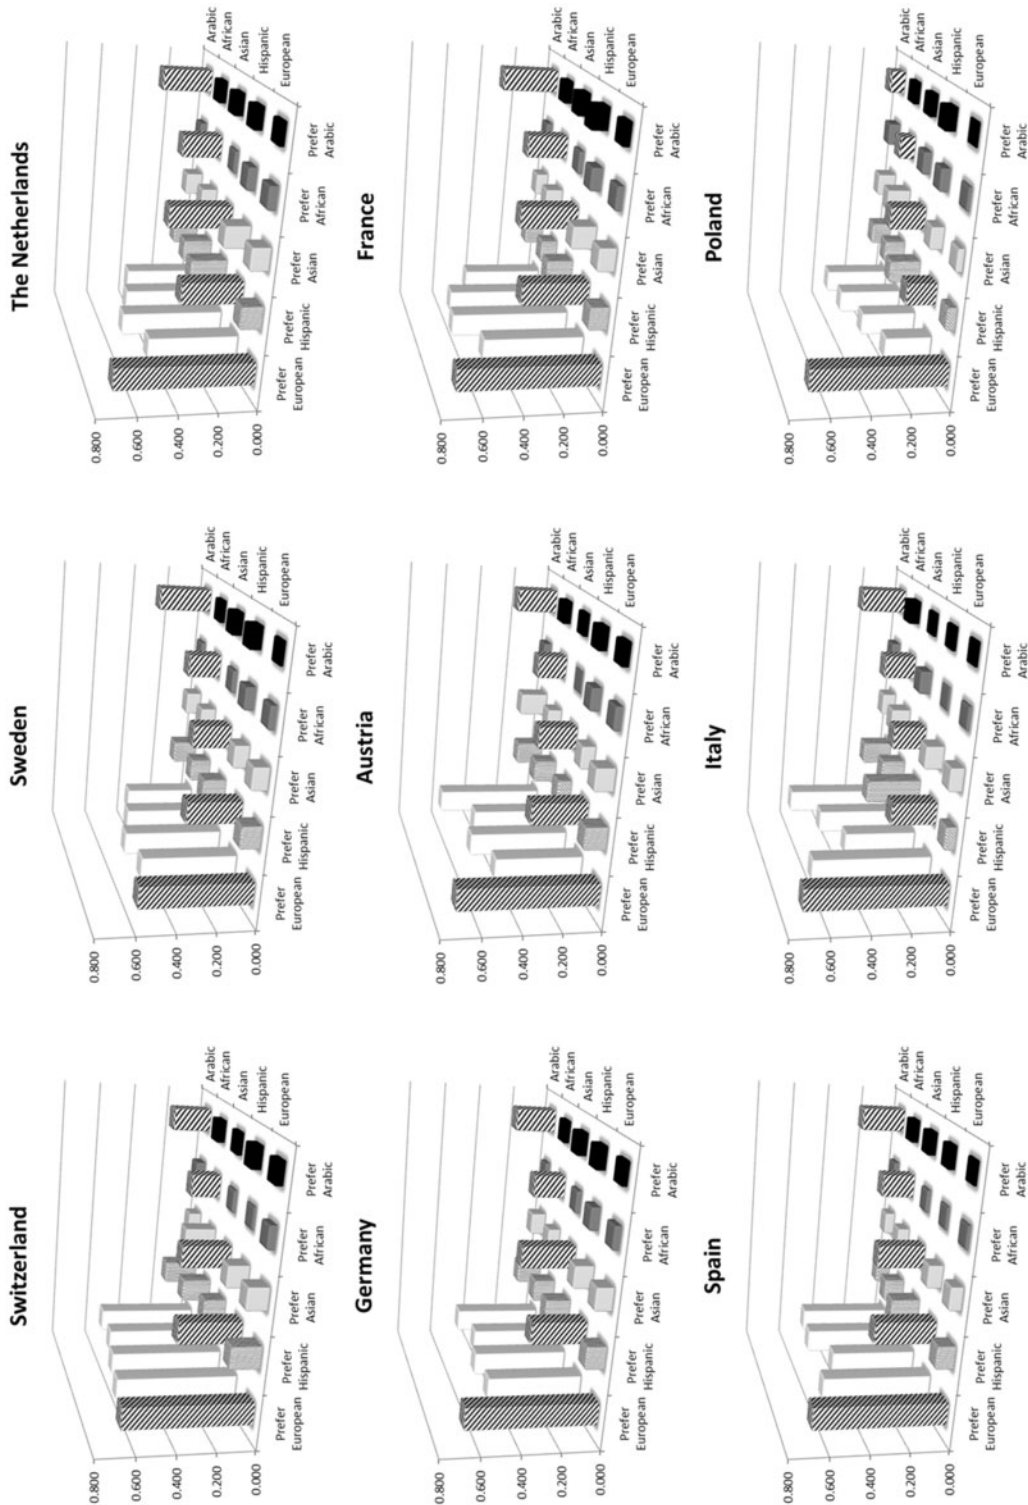 Switzerland
0.800
0.600
0.400
0.200
0.000
Arabic
African
Asian
Hispanic
European
Prefer
European
Prefer
Hispanic
Prefer
Asian
Prefer
African
Prefer
Arabic
Sweden
0.800
0.600
0.400
0.200
0.000
Arabic
African
Asian
Hispanic
European
Prefer
European
Prefer
Hispanic
Prefer
Asian
Prefer
African
Prefer
Arabic
The Netherlands
0.800
0.600
0.400
0.200
0.000
Arabic
African
Asian
Hispanic
European
Prefer
European
Prefer
Hispanic
Prefer
Asian
Prefer
African
Prefer
Arabic
Germany
0.800
0.600
0.400
0.200
0.000
Arabic
African
Asian
Hispanic
European
Prefer
European
Prefer
Hispanic
Prefer
Asian
Prefer
African
Prefer
Arabic
Austria
0.800
0.600
0.400
0.200
0.000
Arabic
African
Asian
Hispanic
European
Prefer
European
Prefer
Hispanic
Prefer
Asian
Prefer
African
Prefer
Arabic
France
0.800
0.600
0.400
0.200
0.000
Arabic
African
Asian
Hispanic
European
Prefer
European
Prefer
Hispanic
Prefer
Asian
Prefer
African
Prefer
Arabic
Spain
0.800
0.600
0.400
0.200
0.000
Arabic
African
Asian
Hispanic
European
Prefer
European
Prefer
Hispanic
Prefer
Asian
Prefer
African
Prefer
Arabic
Italy
0.800
0.600
0.400
0.200
0.000
Arabic
African
Asian
Hispanic
European
Prefer
European
Prefer
Hispanic
Prefer
Asian
Prefer
African
Prefer
Arabic
Poland
0.800
0.600
0.400
0.200
0.000
Arabic
African
Asian
Hispanic
European
Prefer
European
Prefer
Hispanic
Prefer
Asian
Prefer
African
Prefer
Arabic